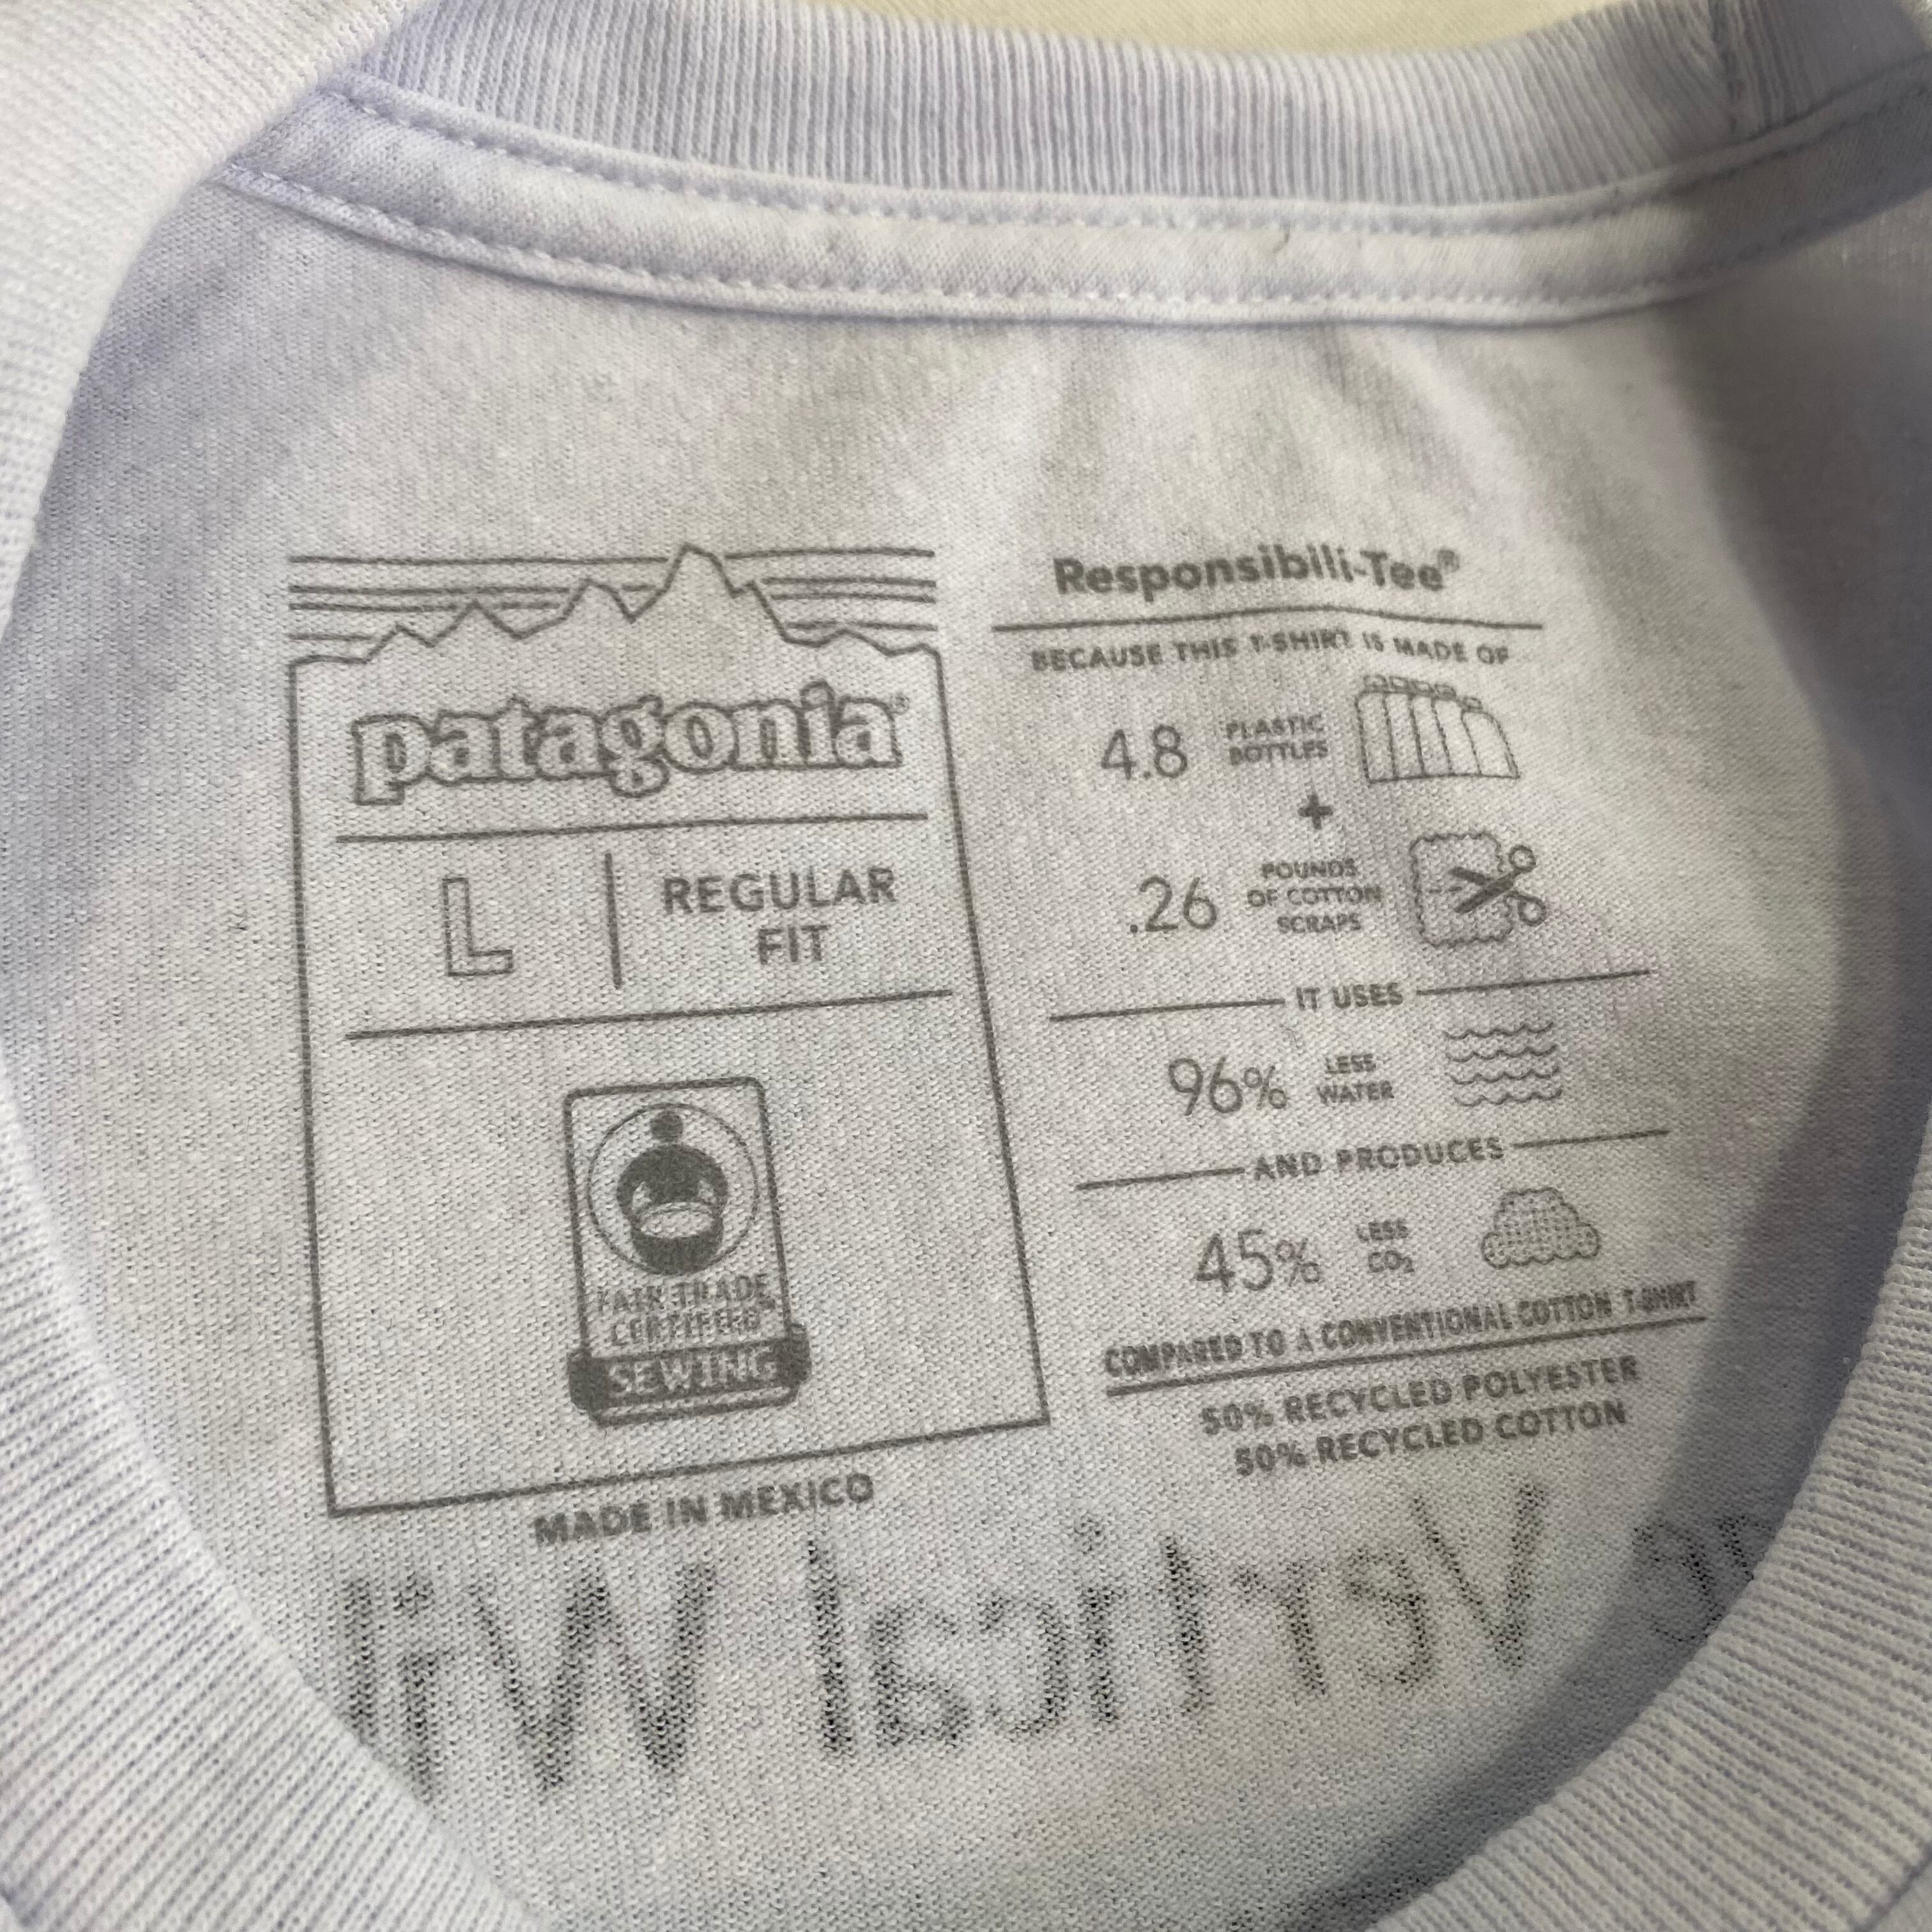 patagonia®
L
REGULAR
FIT
FAIR TRADE
CERTIFIED™
SEWING
MADE IN MEXICO
Responsibili-Tee®
BECAUSE THIS T-SHIRT IS MADE OF
4.8 PLASTIC
BOTTLES
+
.26 POUNDS
OF COTTON
SCRAPS
IT USES
96% LESS
WATER
AND PRODUCES
45% LESS
CO₂
COMPARED TO A CONVENTIONAL COTTON T-SHIRT
50% RECYCLED POLYESTER
50% RECYCLED COTTON
Vertical